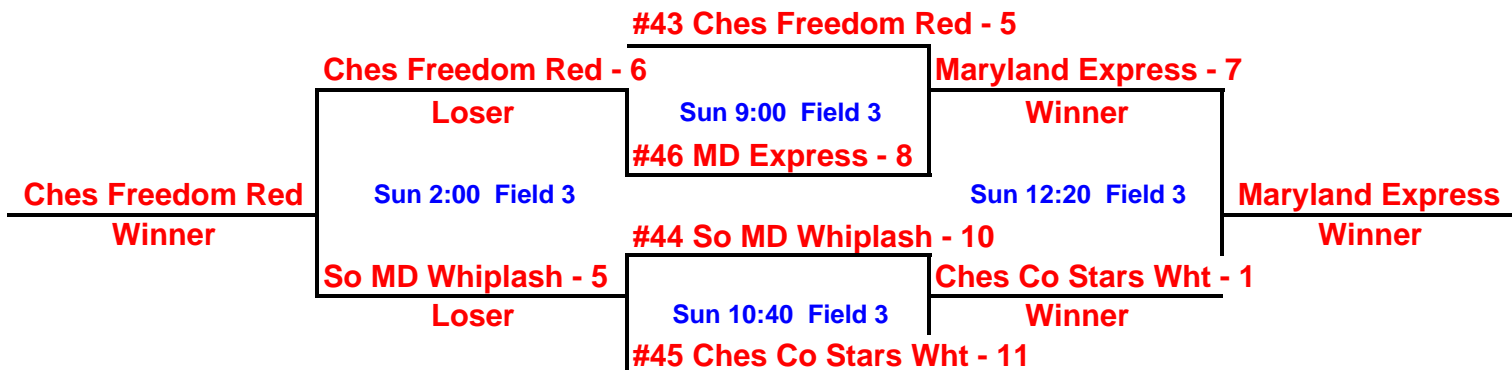 #43 Ches Freedom Red - 5
Ches Freedom Red - 6
Maryland Express - 7
Loser
Sun 9:00 Field 3
Winner
#46 MD Express - 8
Ches Freedom Red
Sun 2:00 Field 3
Sun 12:20 Field 3
Maryland Express
Winner
#44 So MD Whiplash - 10
Winner
So MD Whiplash - 5
Ches Co Stars Wht - 1
Loser
Sun 10:40 Field 3
Winner
#45 Ches Co Stars Wht - 11